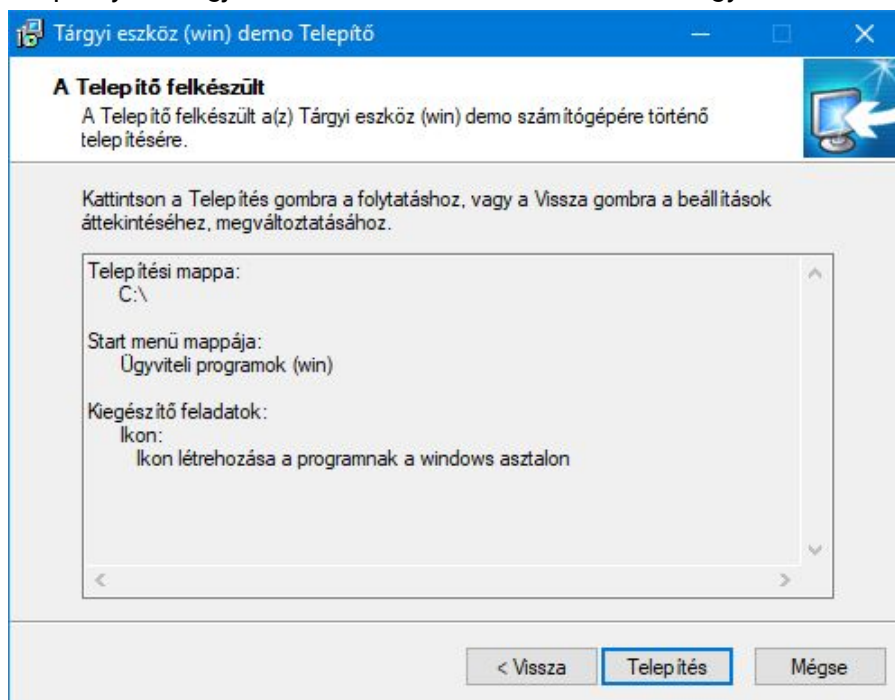 Tárgyi eszköz (win) demo Telepítő
A Telepítő felkészült
A Telepítő felkészült a(z) Tárgyi eszköz (win) demo számítógépére történő
telepítésére.
Kattintson a Telepítés gombra a folytatáshoz, vagy a Vissza gombra a beállítások
áttekintéséhez, megváltoztatásához.
Telepítési mappa:
C:\
Start menü mappája:
Ügyviteli programok (win)
Kiegészítő feladatok:
Ikon:
Ikon létrehozása a programnak a windows asztalon
< Vissza Telepítés Mégse